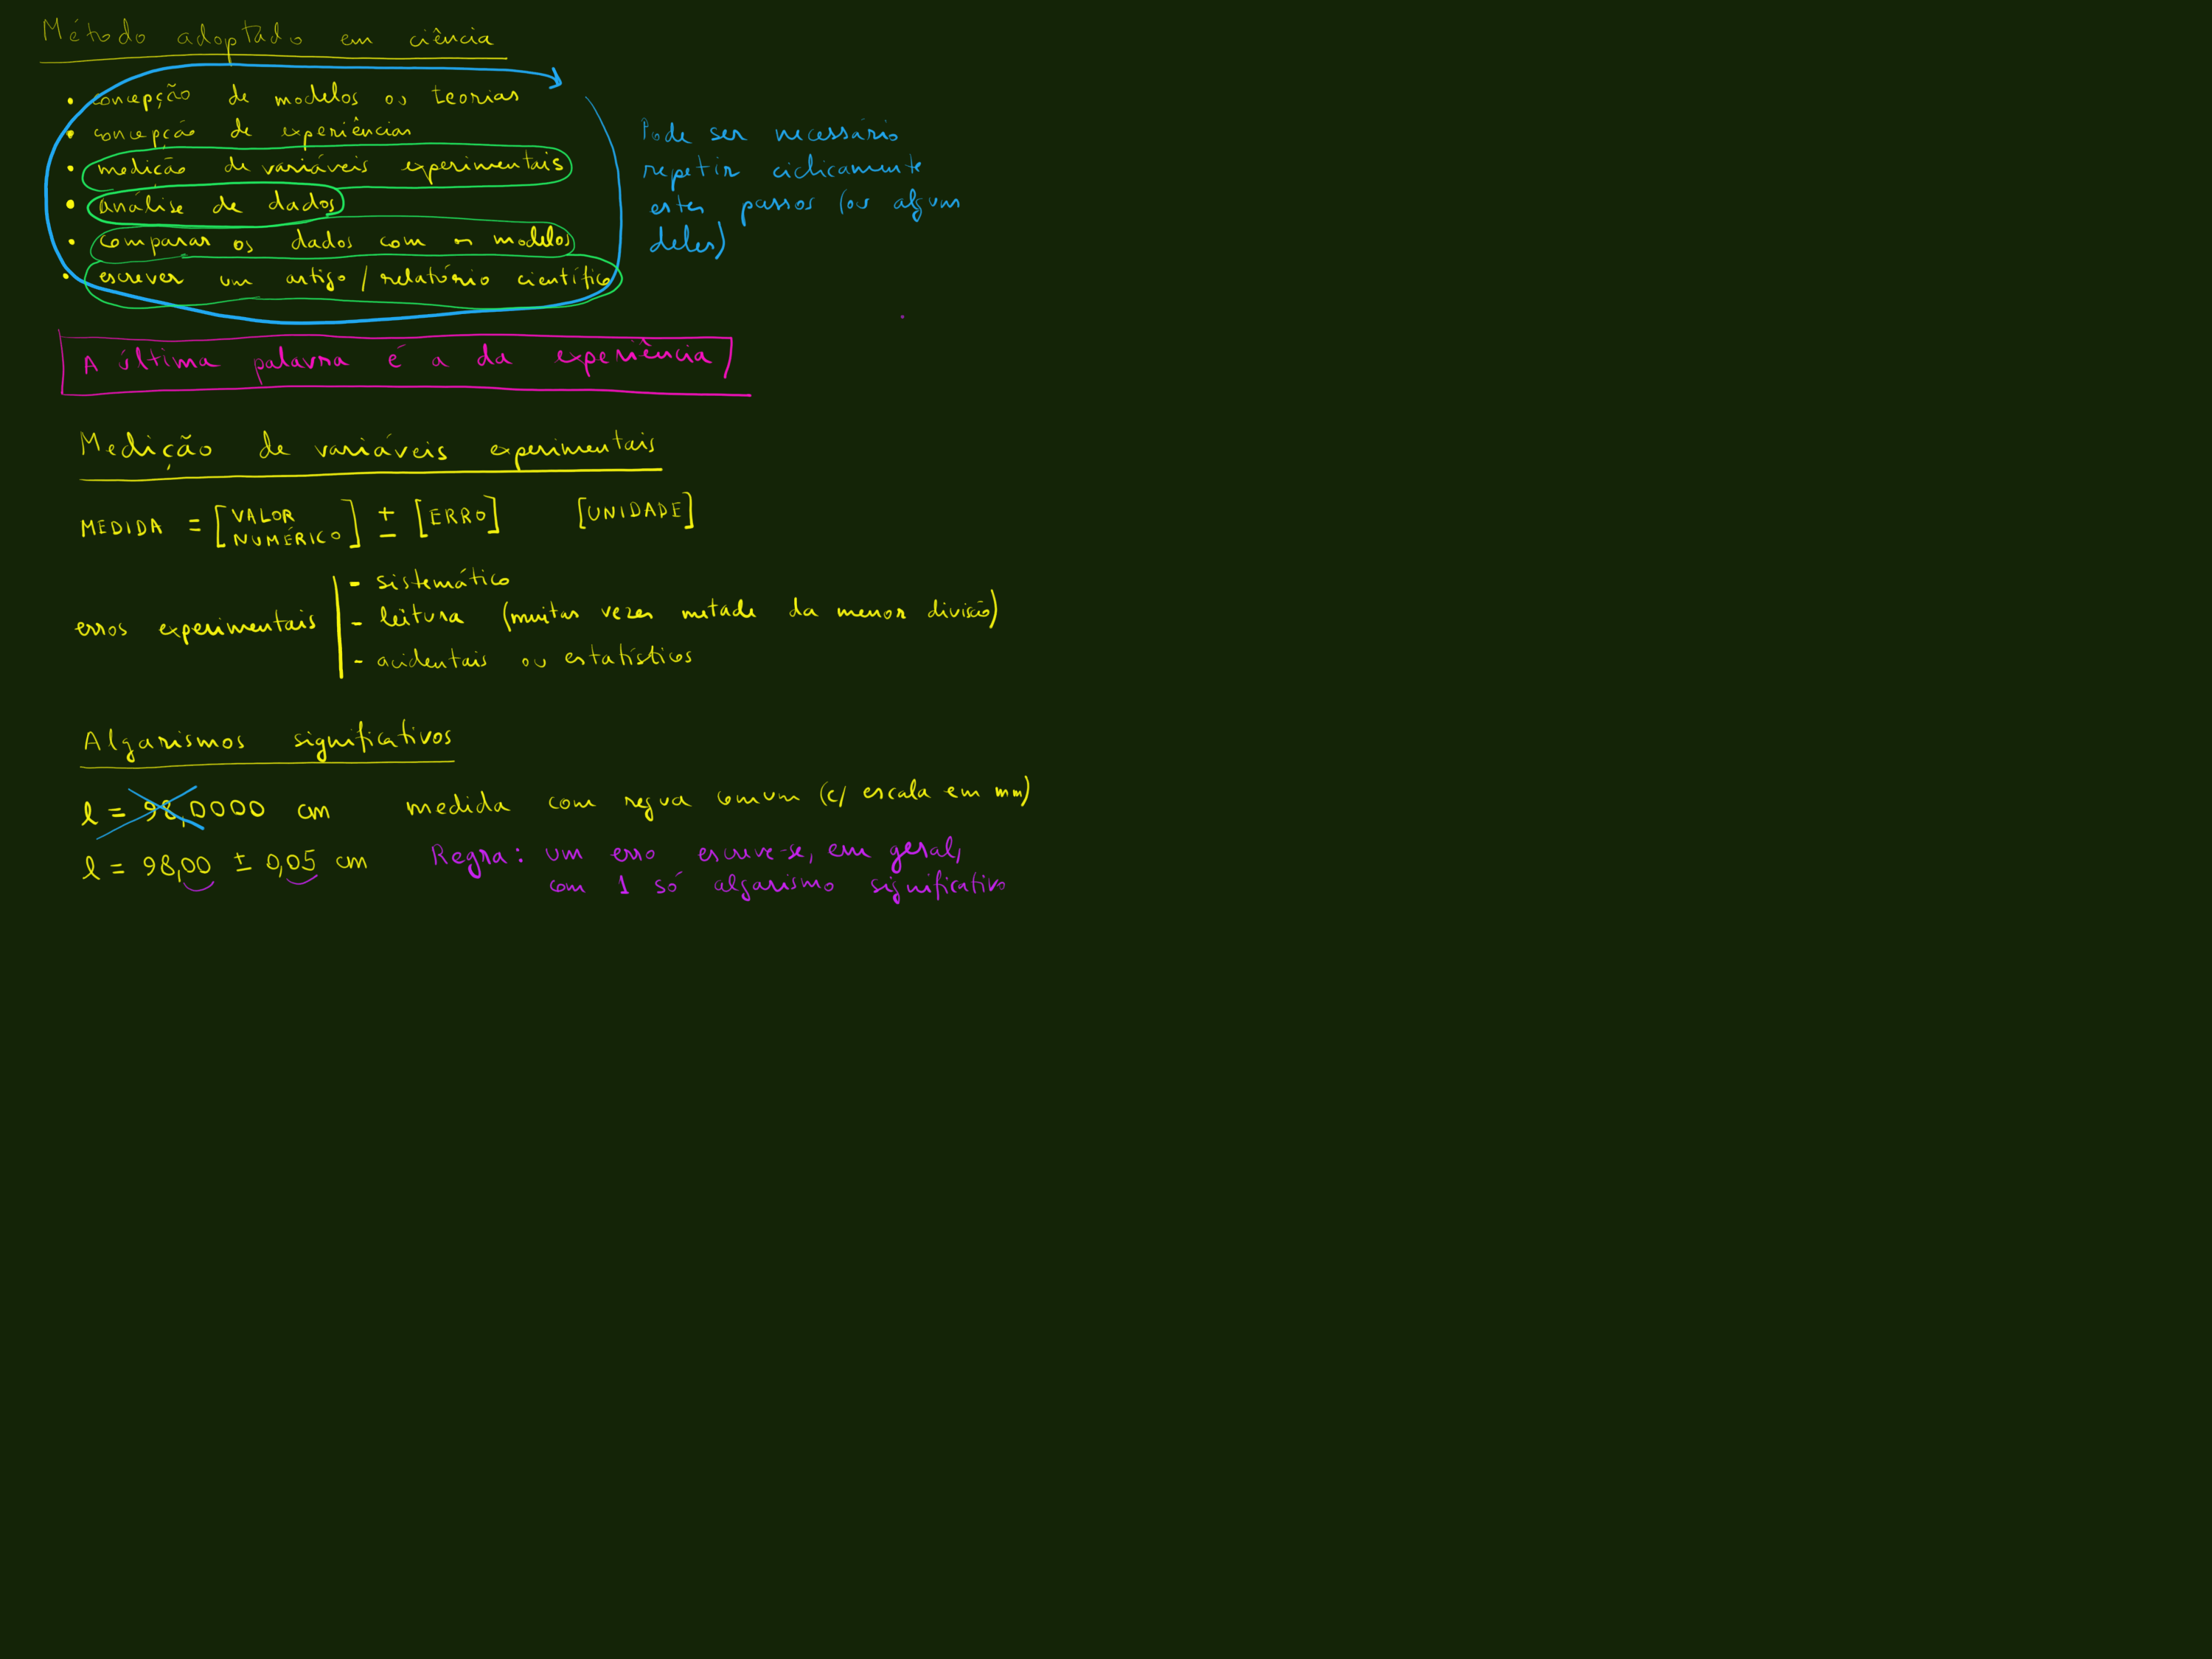 Método adoptado em ciência
• concepção de modelos ou teorias
• concepção de experiências
• medição de variáveis experimentais
• análise de dados
• comparar os dados com os modelos
• escrever um artigo / relatório científico
Pode ser necessário
repetir ciclicamente
estes passos (ou algum
deles)
A última palavra é a da experiência
Medição de variáveis experimentais
MEDIDA = [VALOR NUMÉRICO] ± [ERRO] [UNIDADE]
erros experimentais
- sistemático
- leitura (muitas vezes metade da menor divisão)
- acidentais ou estatísticos
Algarismos significativos
l = 98,0000 cm medida com regua comum (c/ escala em mm)
l = 98,00 ± 0,05 cm
Regra: um erro escreve-se, em geral,
com 1 só algarismo significativo